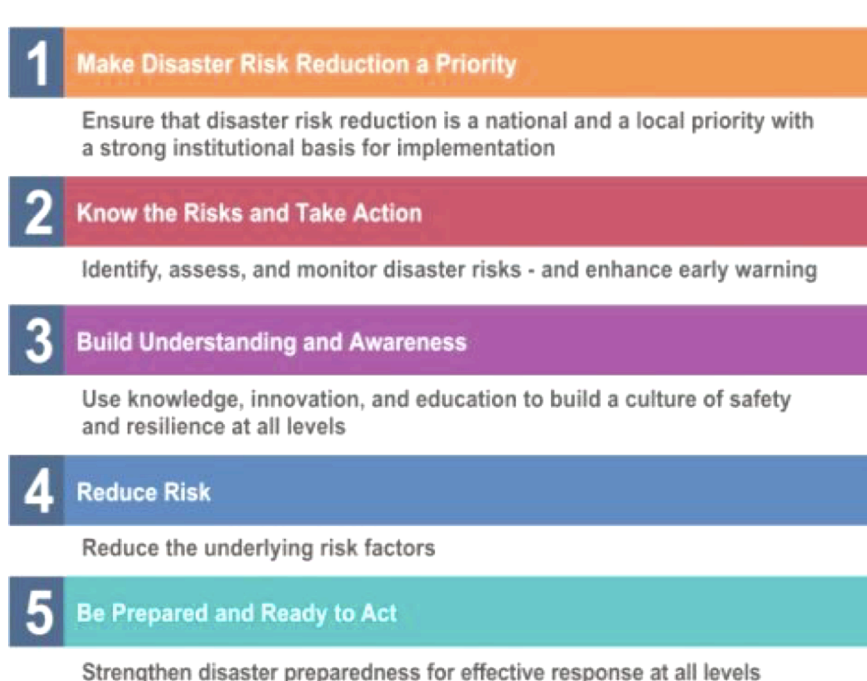 1 Make Disaster Risk Reduction a Priority
Ensure that disaster risk reduction is a national and a local priority with
a strong institutional basis for implementation
2 Know the Risks and Take Action
Identify, assess, and monitor disaster risks - and enhance early warning
3 Build Understanding and Awareness
Use knowledge, innovation, and education to build a culture of safety
and resilience at all levels
4 Reduce Risk
Reduce the underlying risk factors
5 Be Prepared and Ready to Act
Strengthen disaster preparedness for effective response at all levels